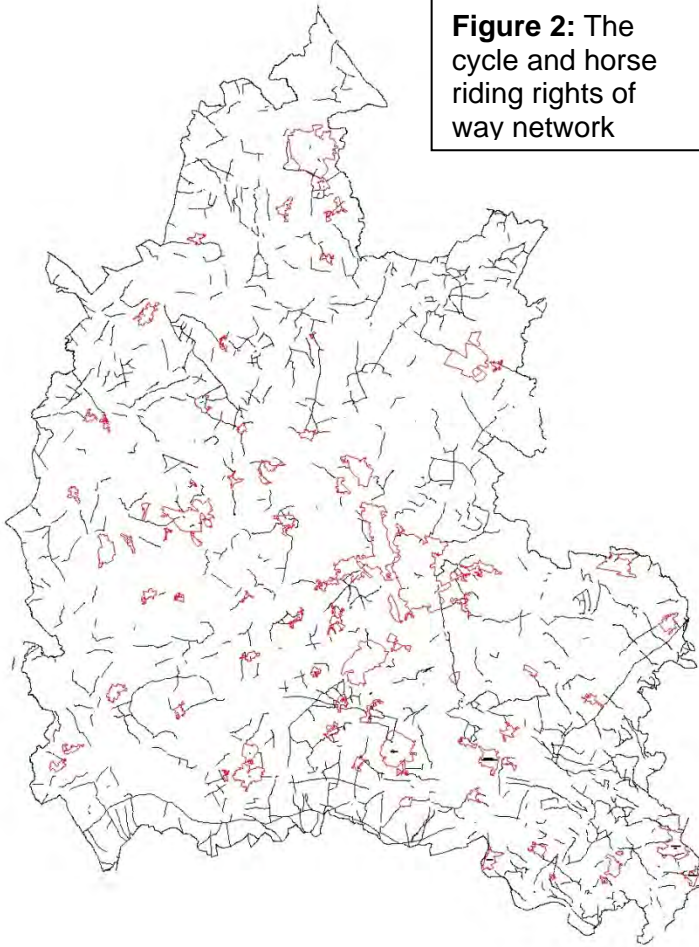 Figure 2: The
cycle and horse
riding rights of
way network